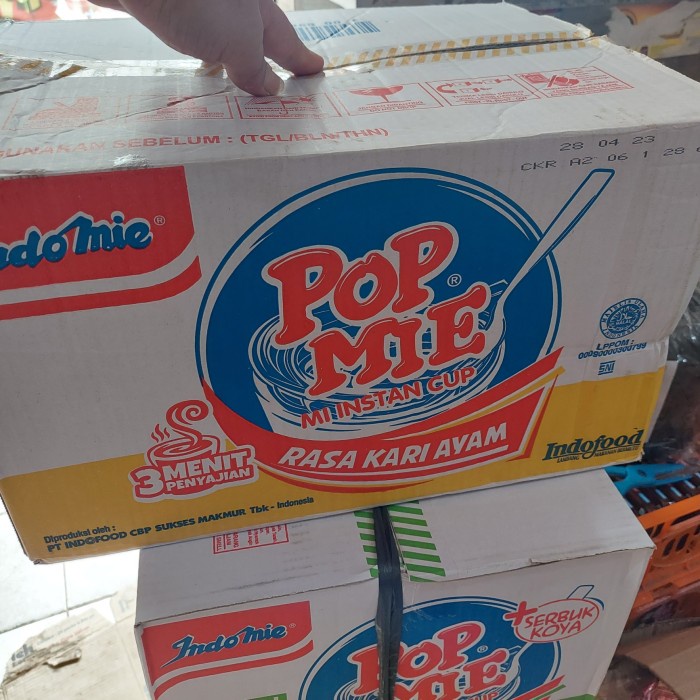 GUNAKAN SEBELUM : (TGL/BLN/THN)
28 04 23
CKR A2 06 1 28
Indomie®
POP
MIE®
MI INSTAN CUP
RASA KARI AYAM
3 MENIT
PENYAJIAN
LPPOM :
SNI
Indofood
Diproduksi oleh :
PT INDOFOOD CBP SUKSES MAKMUR Tbk - Indonesia
Indomie®
POP
MIE
CUP
+SERBUK
KOYA